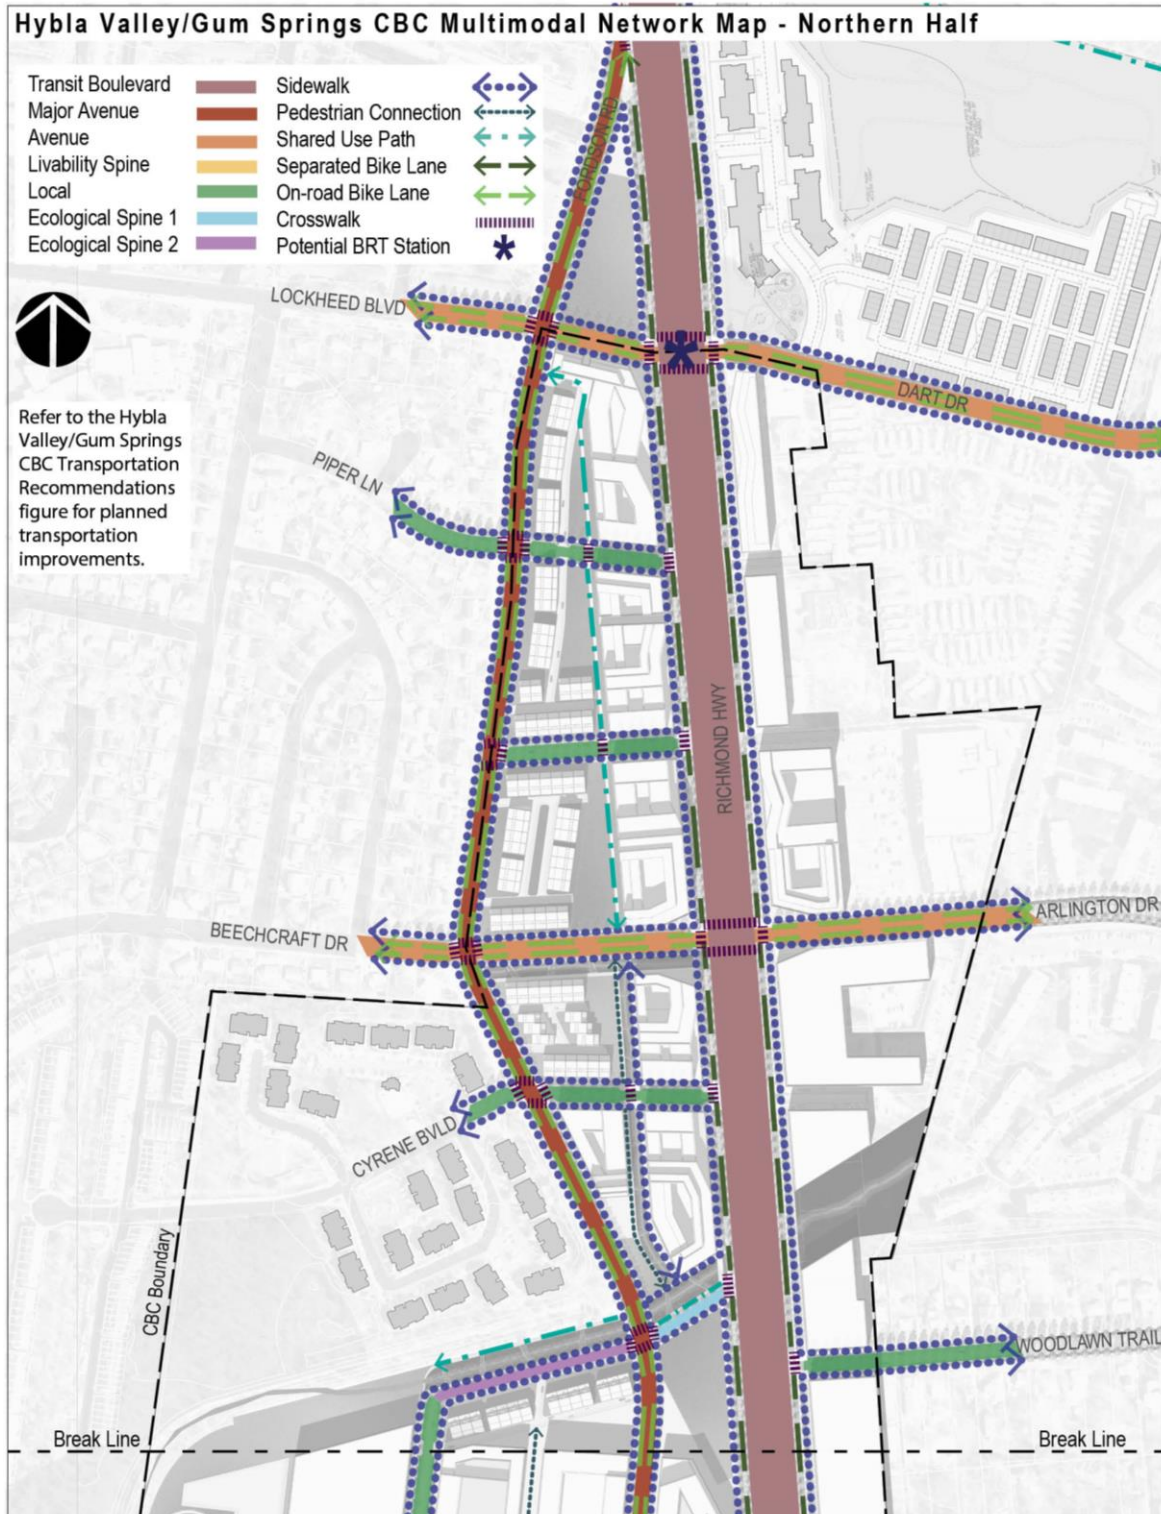 Hybla Valley/Gum Springs CBC Multimodal Network Map - Northern Half
Transit Boulevard
Major Avenue
Avenue
Livability Spine
Local
Ecological Spine 1
Ecological Spine 2
Sidewalk
Pedestrian Connection
Shared Use Path
Separated Bike Lane
On-road Bike Lane
Crosswalk
Potential BRT Station
FORDSON RD
LOCKHEED BLVD
DART DR
Refer to the Hybla
Valley/Gum Springs
CBC Transportation
Recommendations
figure for planned
transportation
improvements.
PIPER LN
RICHMOND HWY
ARLINGTON DR
BEECHCRAFT DR
CYRENE BVLD
CBC Boundary
WOODLAWN TRAIL
Break Line
Break Line